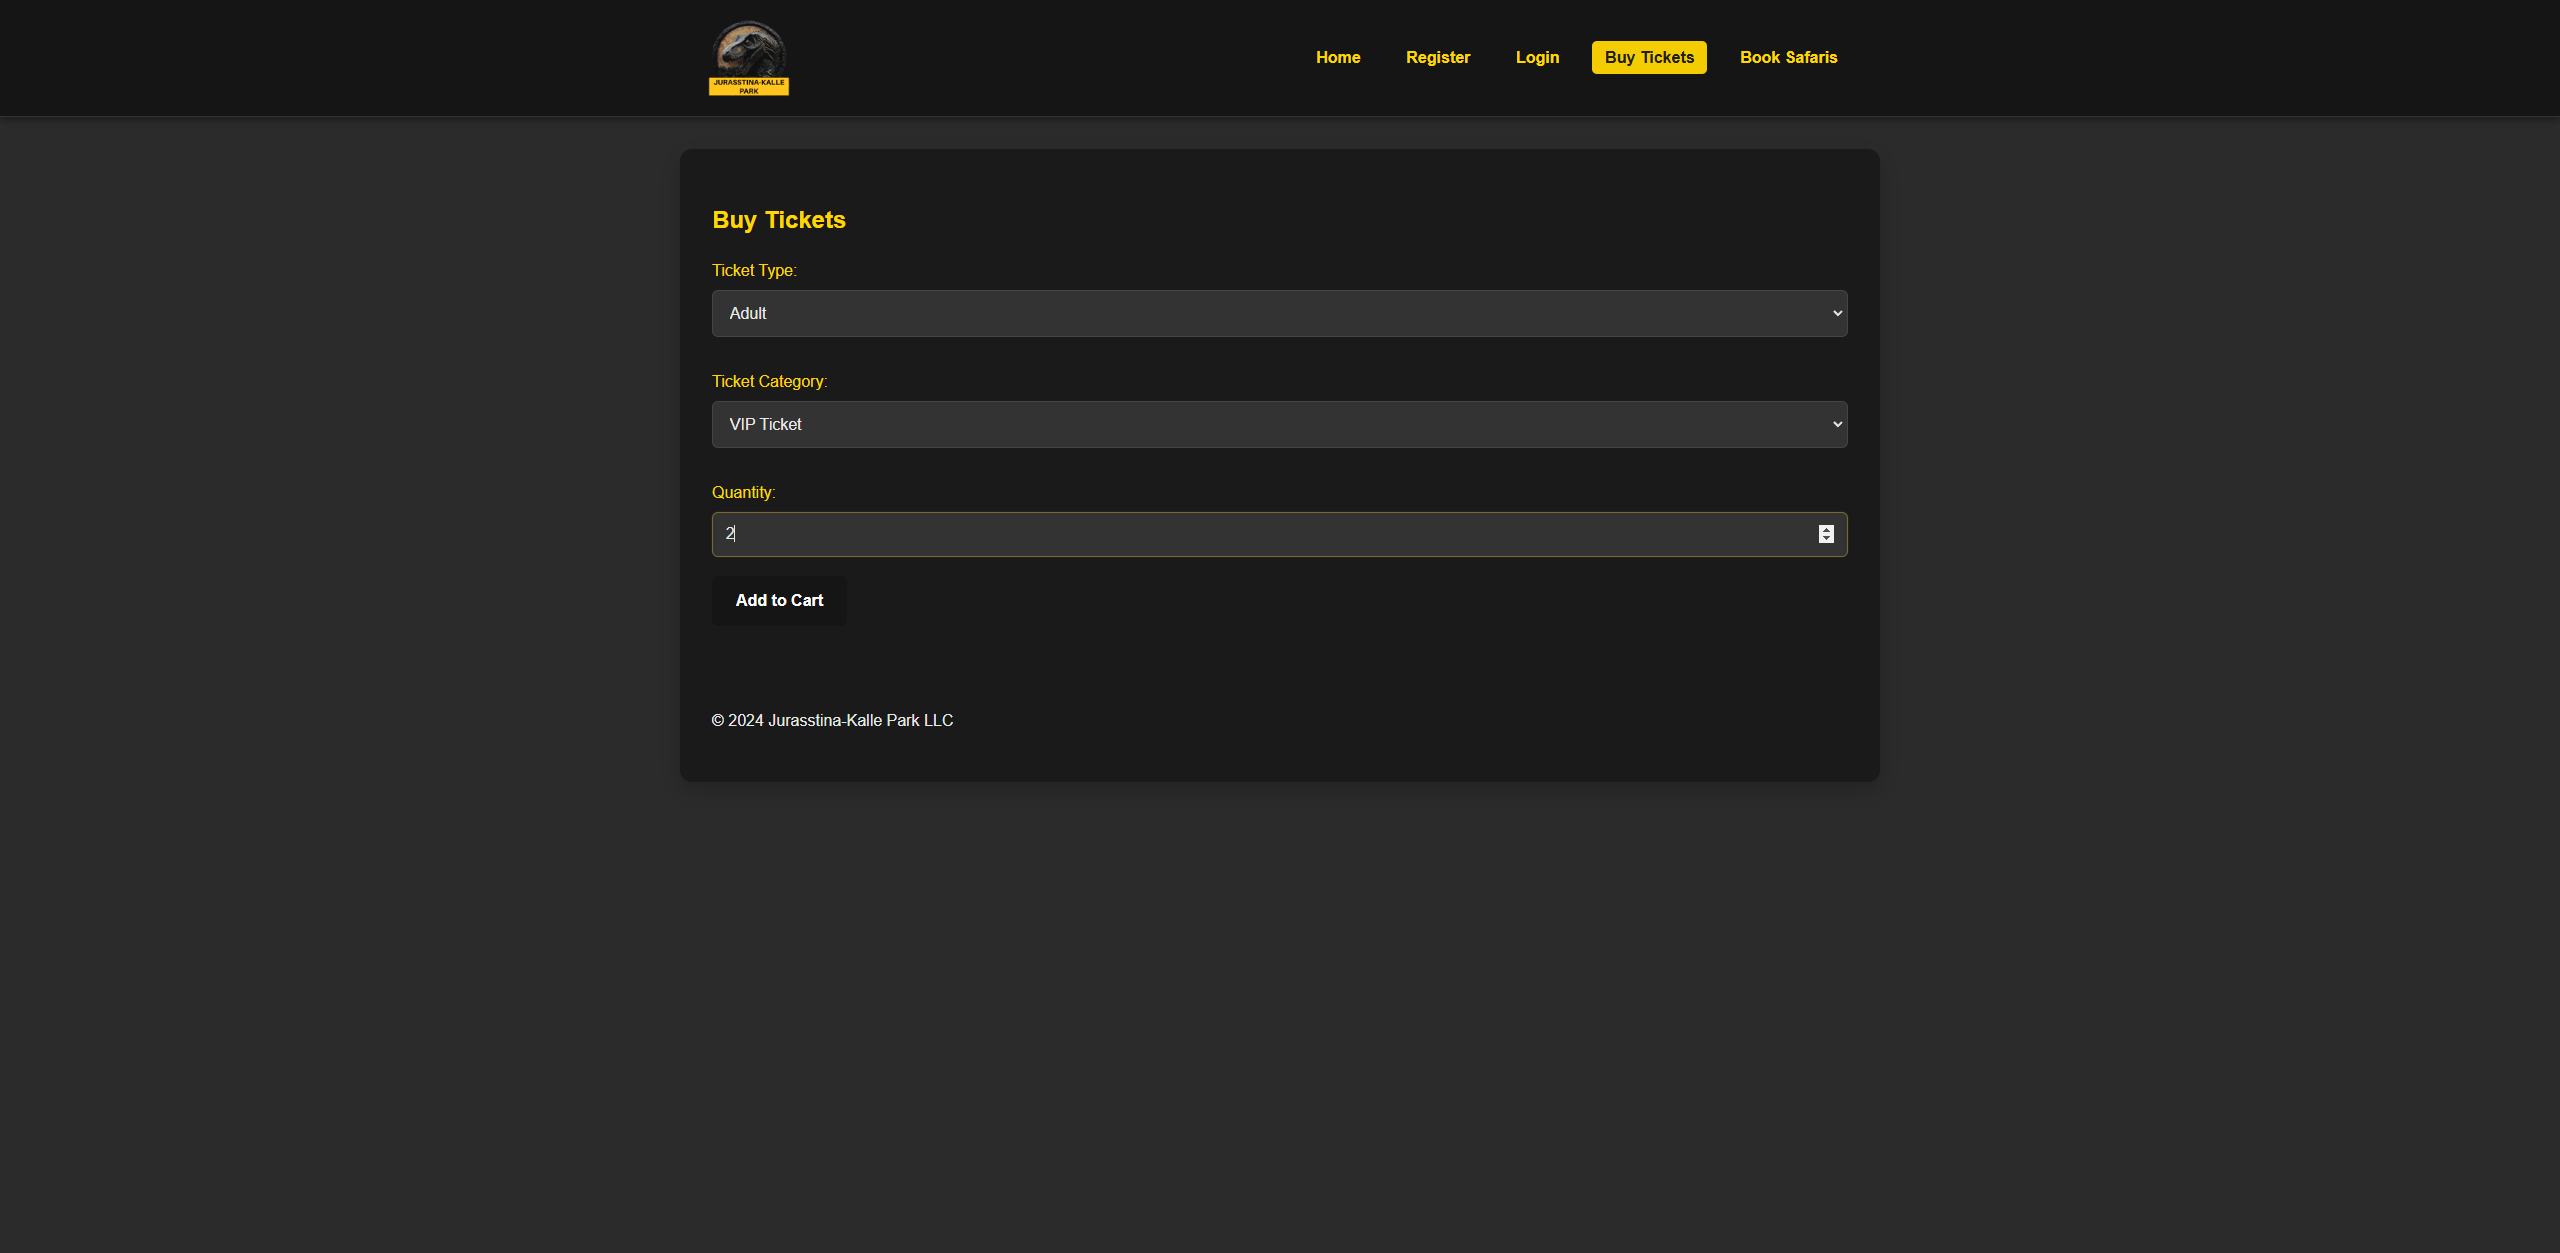 JURASSTINA-KALLE
PARK
Home
Register
Login
Buy Tickets
Book Safaris
Buy Tickets
Ticket Type:
Adult
Ticket Category:
VIP Ticket
Quantity:
2
Add to Cart
© 2024 Jurasstina-Kalle Park LLC